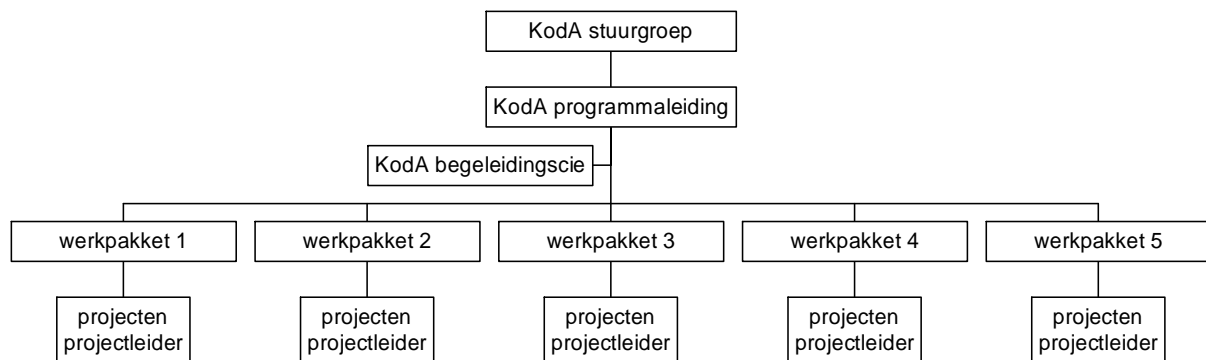 KodA stuurgroep
KodA programmaleiding
KodA begeleidingscie
werkpakket 1
werkpakket 2
werkpakket 3
werkpakket 4
werkpakket 5
projecten
projectleider
projecten
projectleider
projecten
projectleider
projecten
projectleider
projecten
projectleider